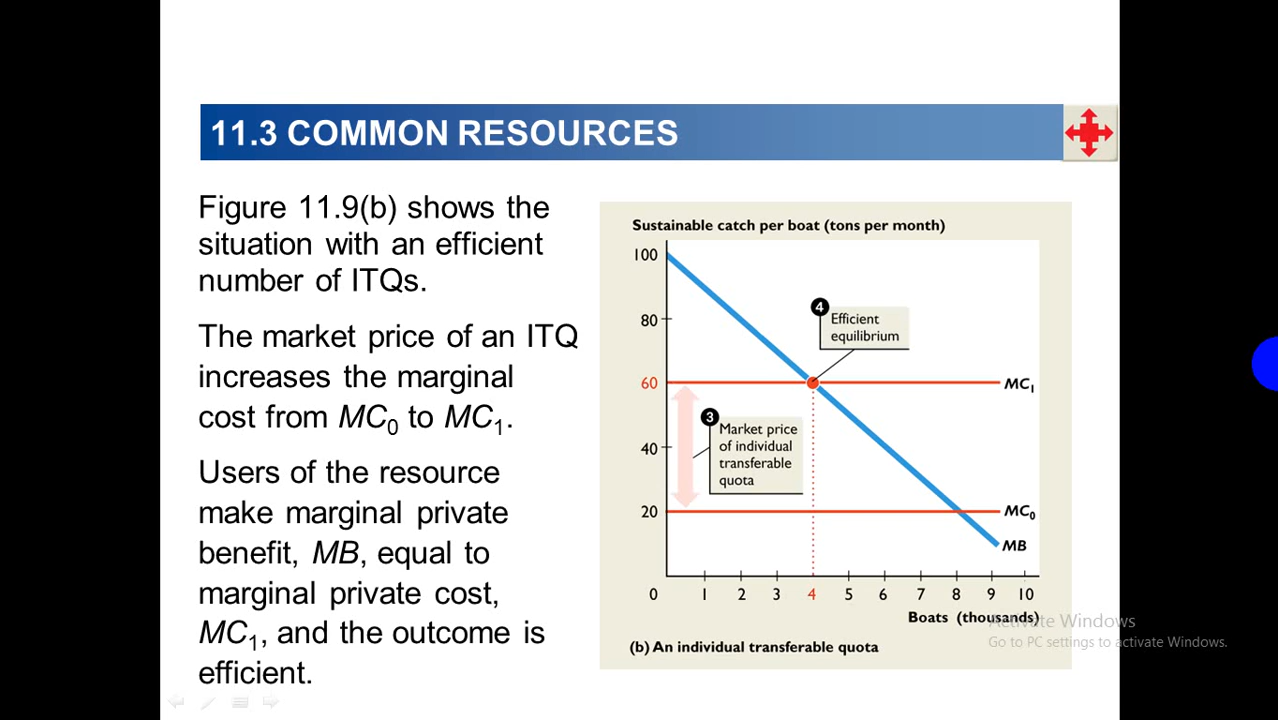 11.3 COMMON RESOURCES
Figure 11.9(b) shows the
situation with an efficient
number of ITQs.
The market price of an ITQ
increases the marginal
cost from MC0 to MC1.
Users of the resource
make marginal private
benefit, MB, equal to
marginal private cost,
MC1, and the outcome is
efficient.
Sustainable catch per boat (tons per month)
100
80
60
40
20
0
4
Efficient
equilibrium
3
Market price
of individual
transferable
quota
MC1
MC0
MB
1 2 3 4 5 6 7 8 9 10
Boats (thousands)
(b) An individual transferable quota
Activate Windows
Go to PC settings to activate Windows.